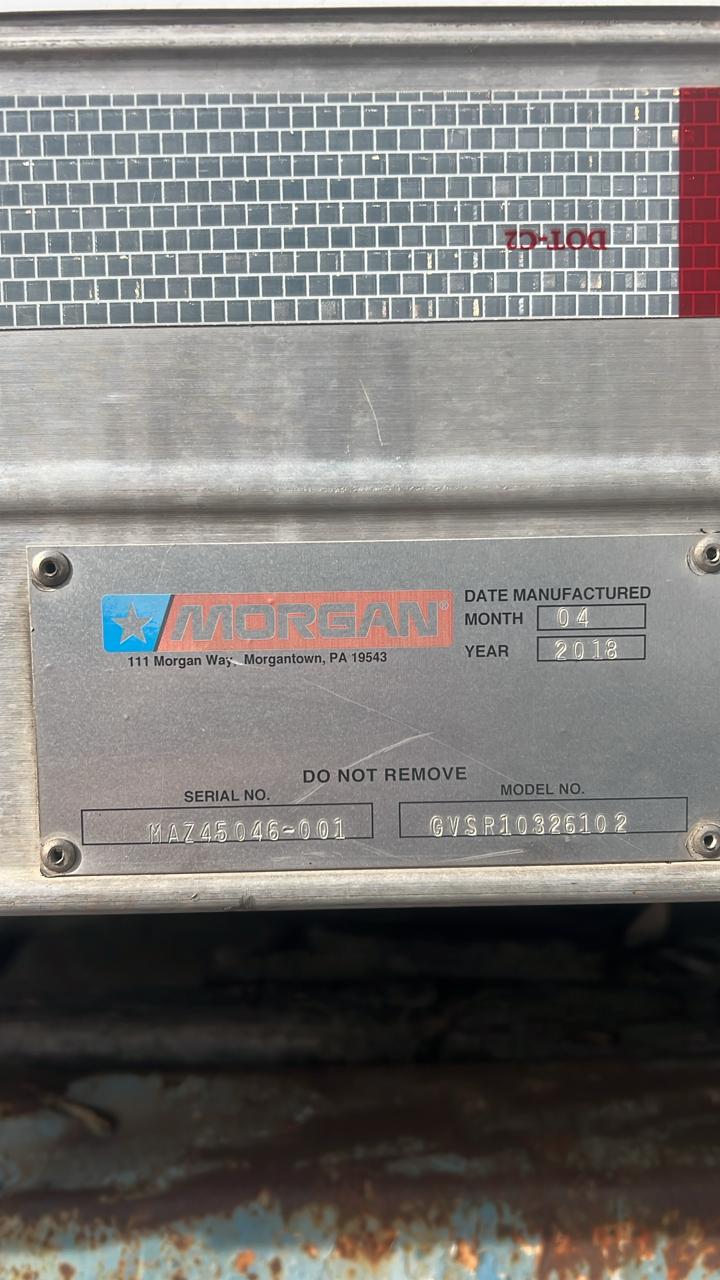 DOT-C2
MORGAN®
111 Morgan Way, Morgantown, PA 19543
DATE MANUFACTURED
MONTH 04
YEAR 2018
DO NOT REMOVE
SERIAL NO. MODEL NO.
MAZ45046-001 GVSR10326102